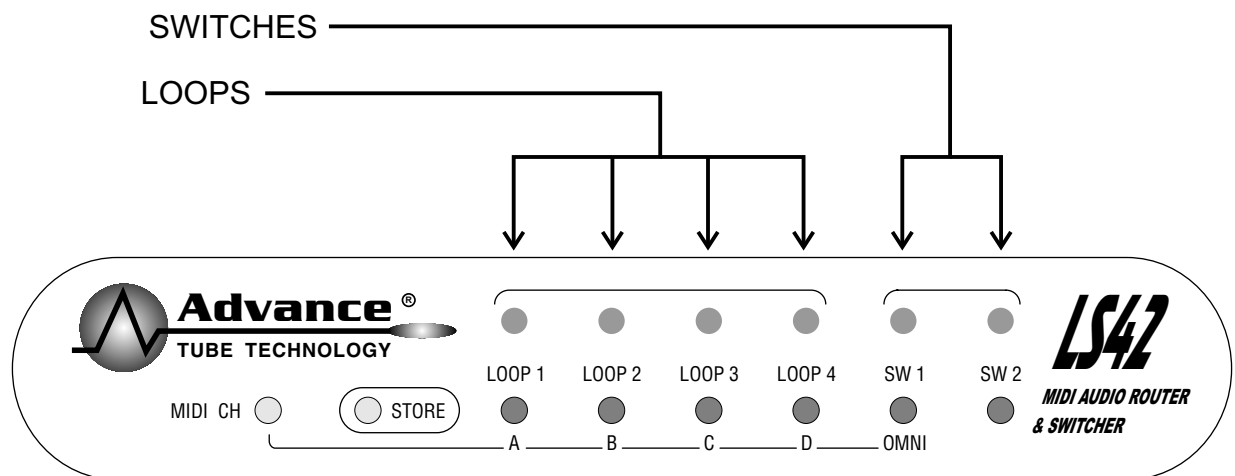 SWITCHES
LOOPS
Advance ®
TUBE TECHNOLOGY
LOOP 1 LOOP 2 LOOP 3 LOOP 4 SW 1 SW 2
LS42
MIDI AUDIO ROUTER
& SWITCHER
MIDI CH STORE
A B C D OMNI